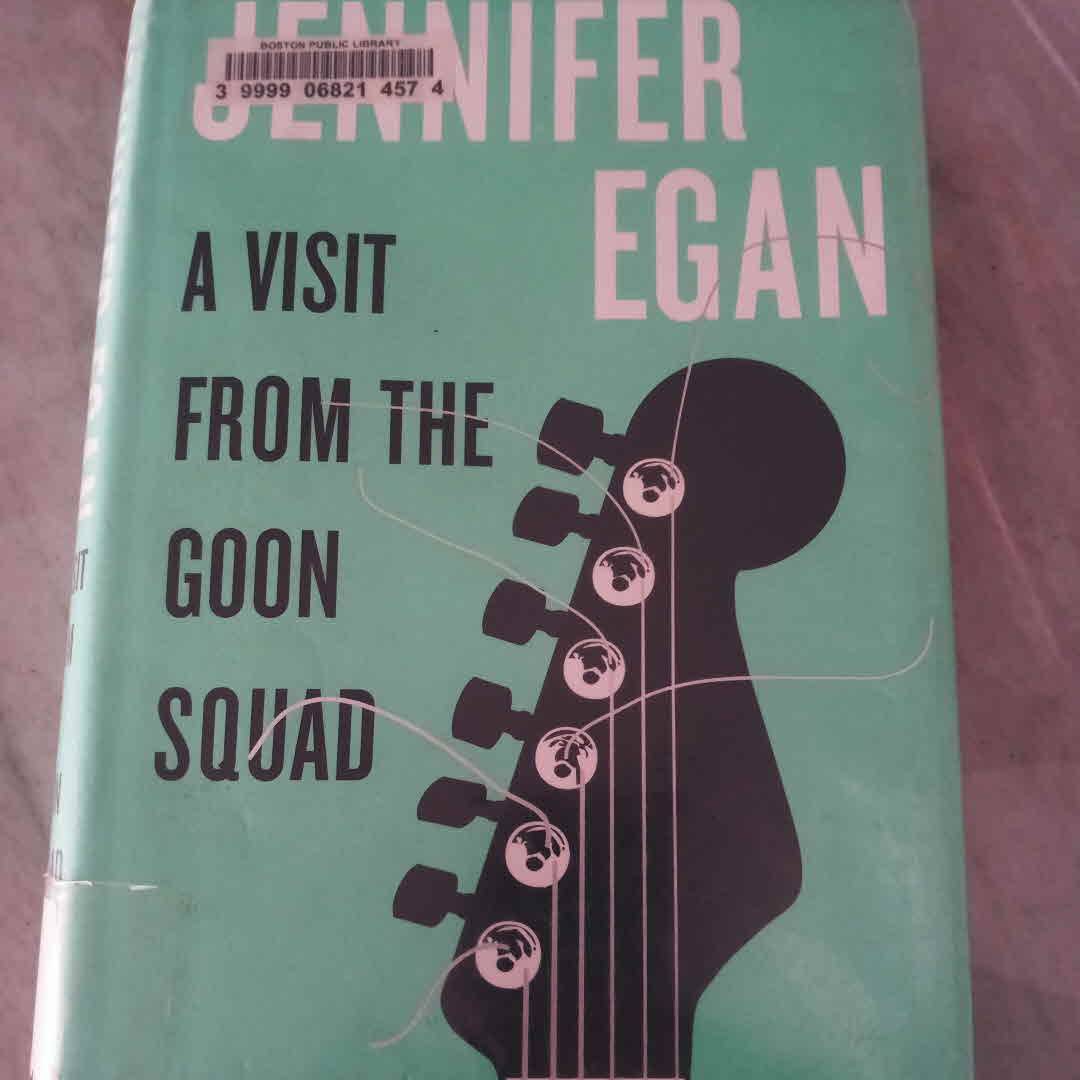 JENNIFER
BOSTON PUBLIC LIBRARY
3 9999 06821 457 4
EGAN
A VISIT
FROM THE
GOON
SQUAD